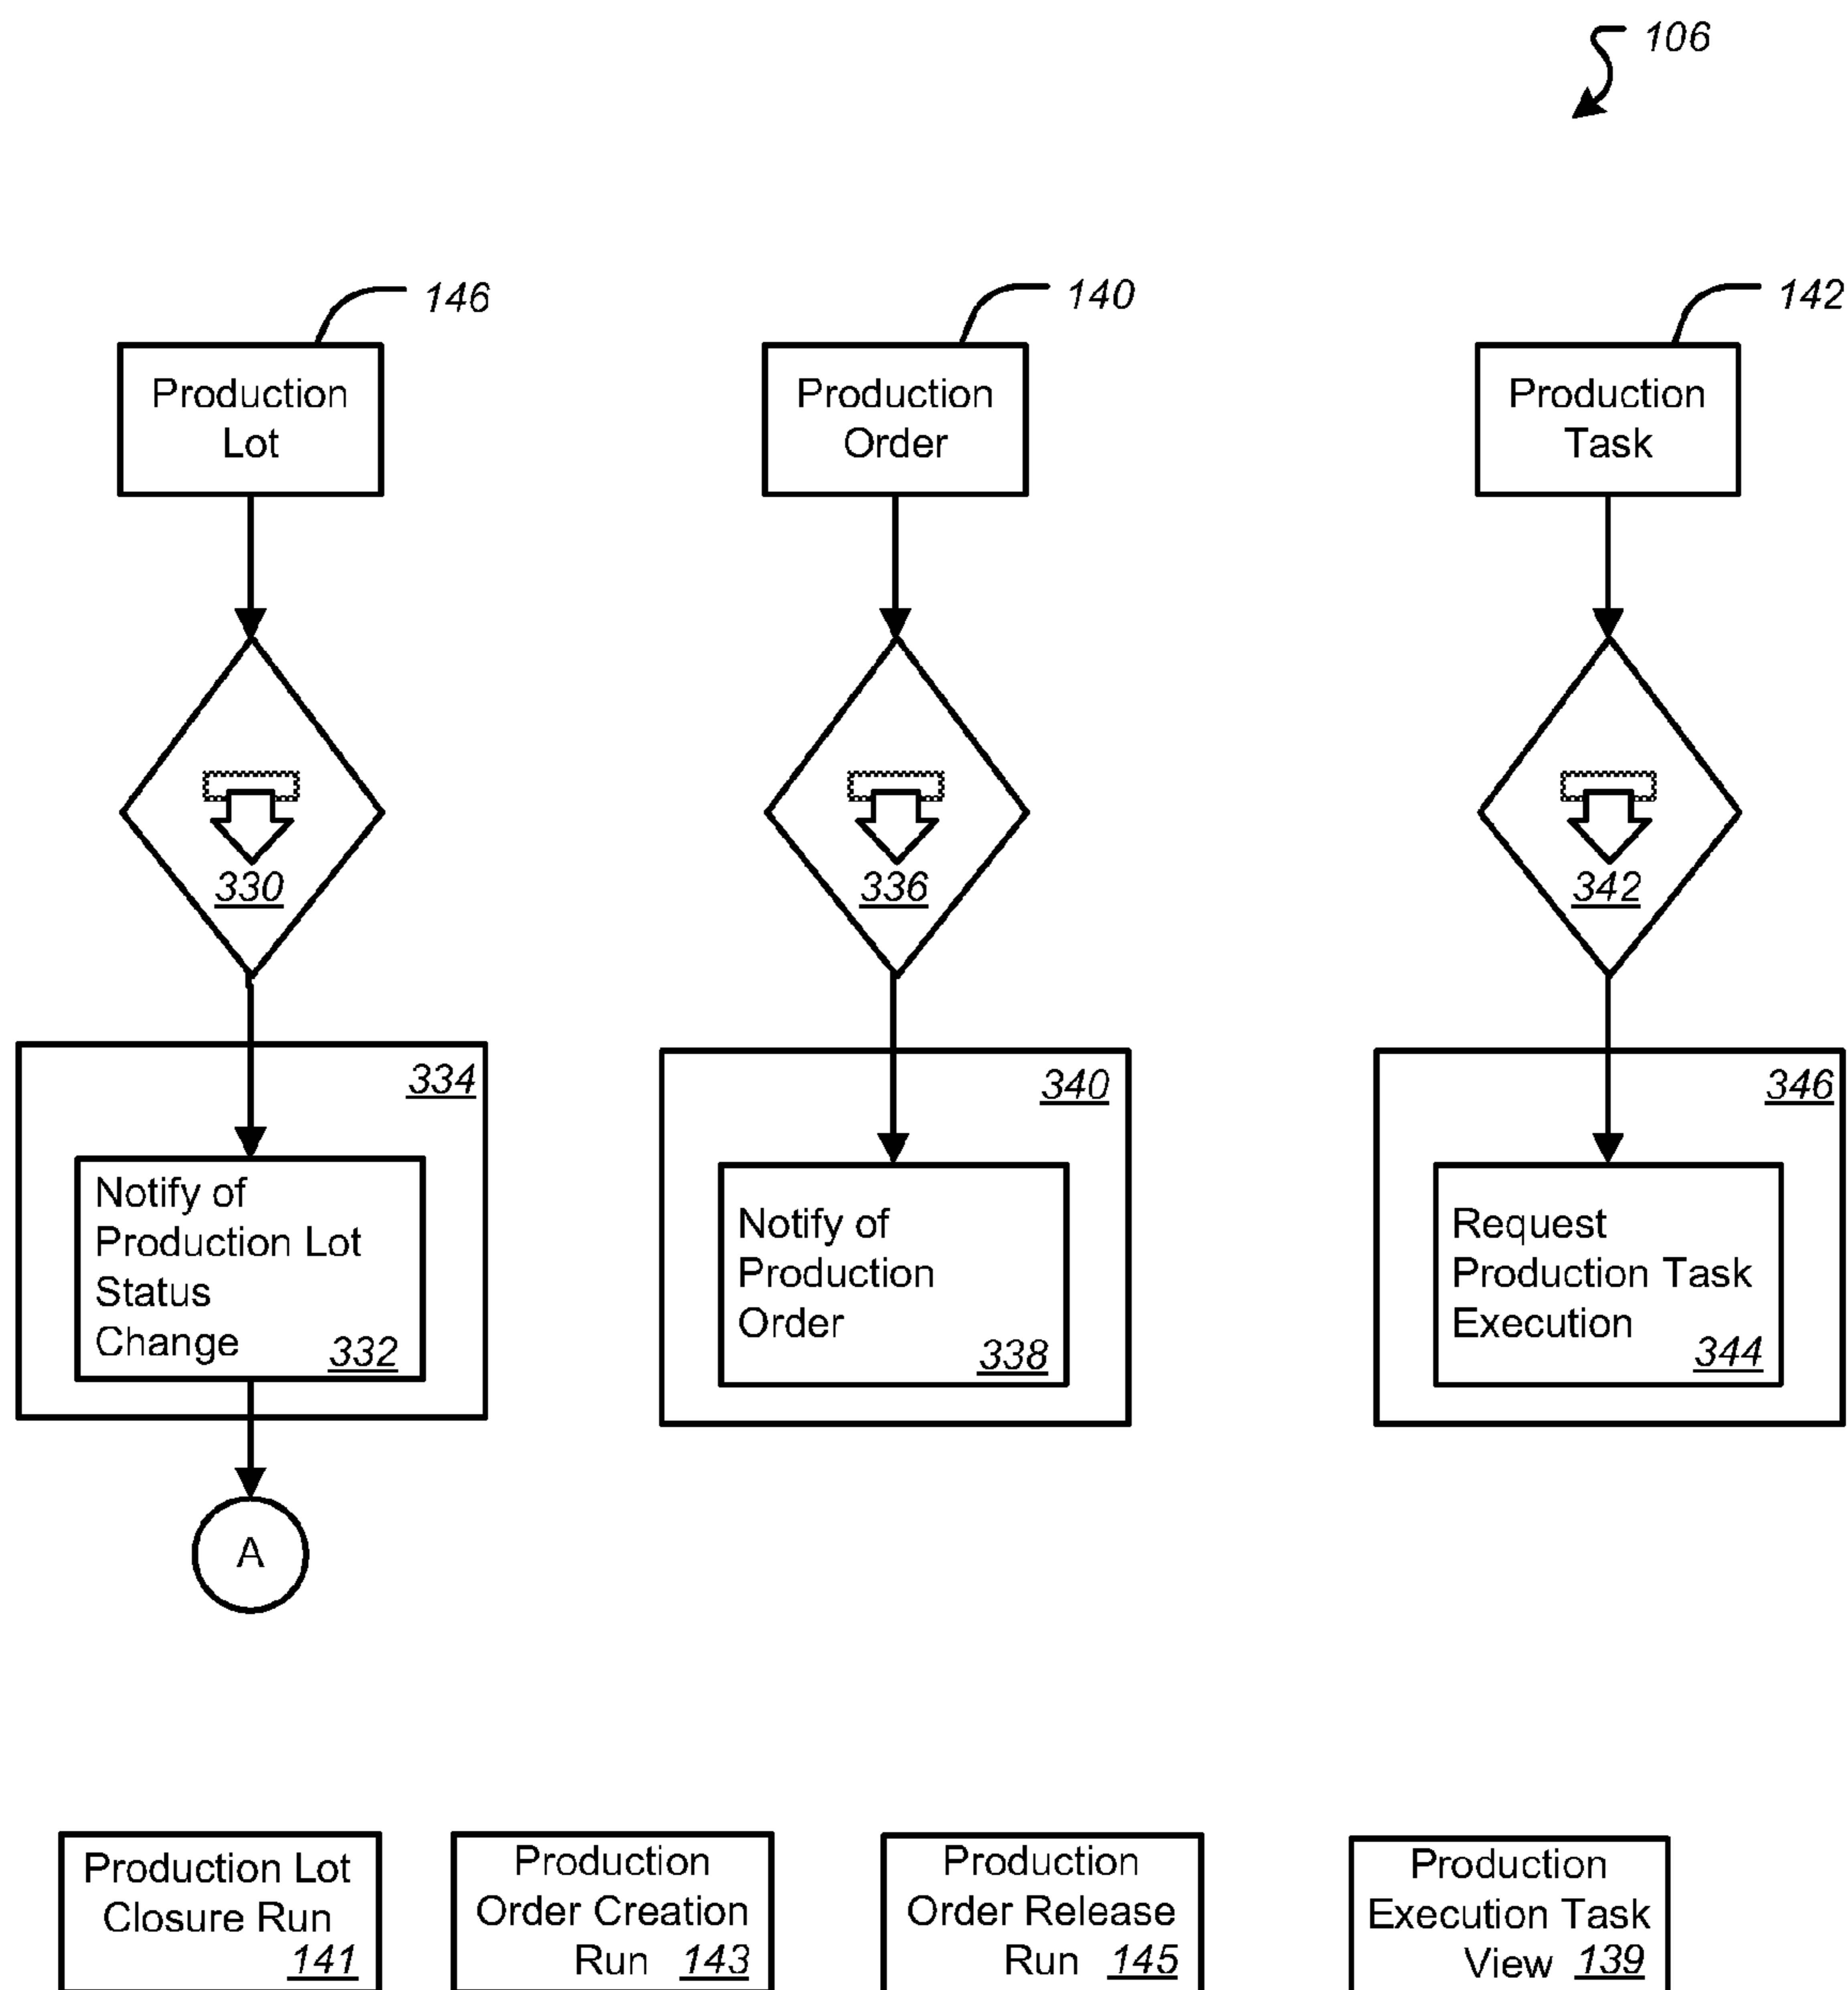 106
146
140
142
Production
Lot
Production
Order
Production
Task
330
336
342
334
340
346
Notify of
Production Lot
Status
Change 332
Notify of
Production
Order 338
Request
Production Task
Execution 344
A
Production Lot
Closure Run
141
Production
Order Creation
Run 143
Production
Order Release
Run 145
Production
Execution Task
View 139